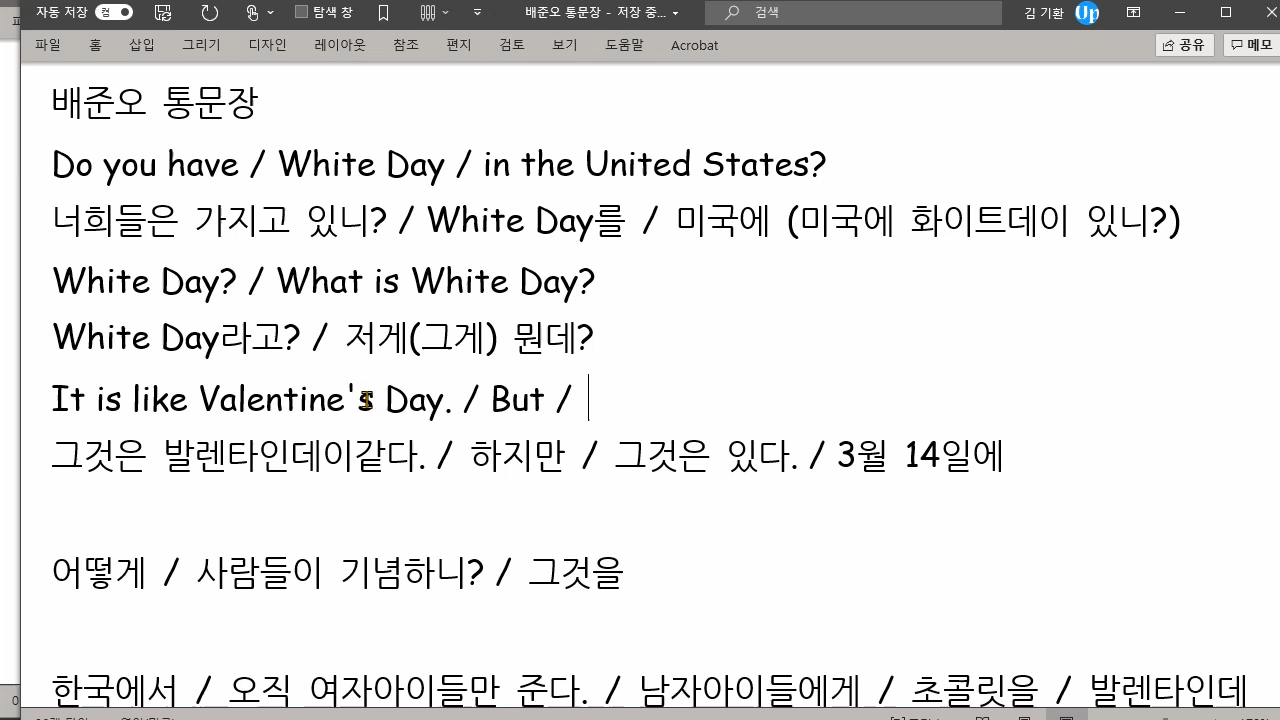 자동 저장 컴 탐색 창 배준오 통문장 - 저장 중... 검색 김 기환 Up
파일 홈 삽입 그리기 디자인 레이아웃 참조 편지 검토 보기 도움말 Acrobat 공유 메모
배준오 통문장
Do you have / White Day / in the United States?
너희들은 가지고 있니? / White Day를 / 미국에 (미국에 화이트데이 있니?)
White Day? / What is White Day?
White Day라고? / 저게(그게) 뭔데?
It is like Valentine's Day. / But /
그것은 발렌타인데이같다. / 하지만 / 그것은 있다. / 3월 14일에
어떻게 / 사람들이 기념하니? / 그것을
한국에서 / 오직 여자아이들만 준다. / 남자아이들에게 / 초콜릿을 / 발렌타인데